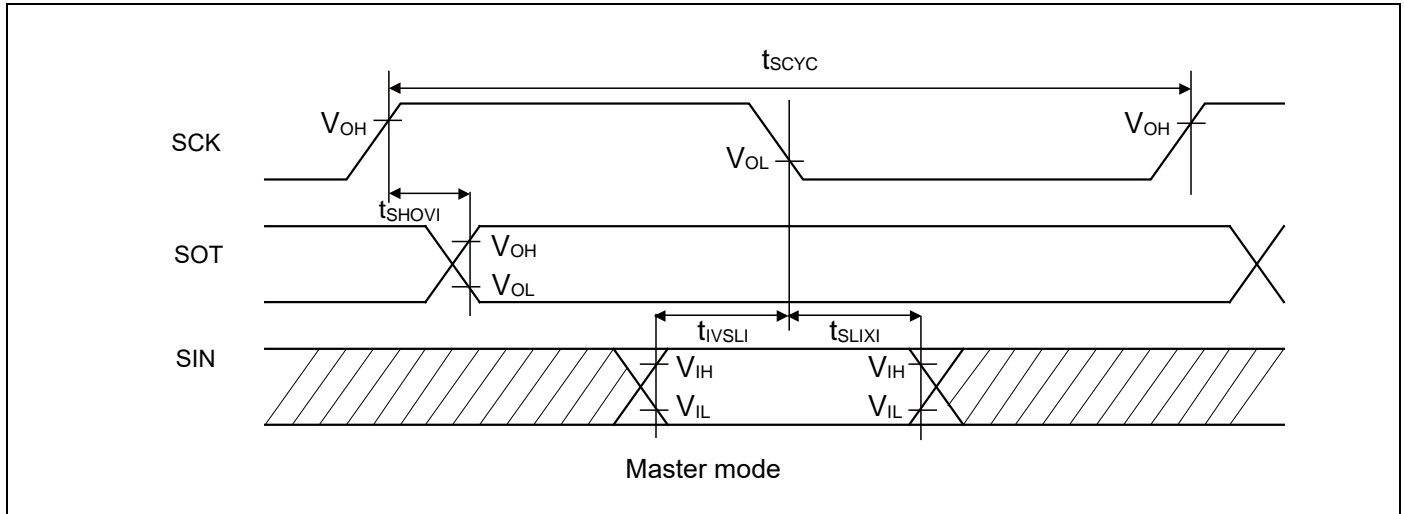 tSCYC
SCK
VOH
VOL
VOH
tSHOVI
SOT
VOH
VOL
tIVSLI
tSLIXI
SIN
VIH
VIH
VIL
VIL
Master mode